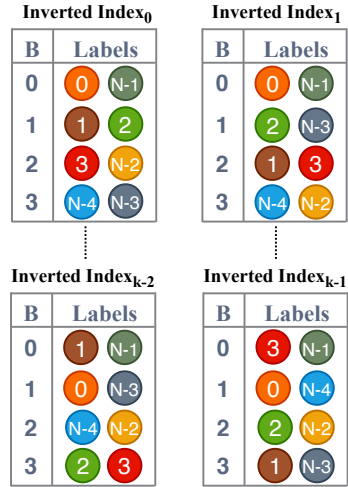 Inverted Index0 Inverted Index1
B Labels B Labels
0 0 N-1 0 0 N-1
1 1 2 1 2 N-3
2 3 N-2 2 1 3
3 N-4 N-3 3 N-4 N-2
Inverted Indexk-2 Inverted Indexk-1
B Labels B Labels
0 1 N-1 0 3 N-1
1 0 N-3 1 0 N-4
2 N-4 N-2 2 2 N-2
3 2 3 3 1 N-3